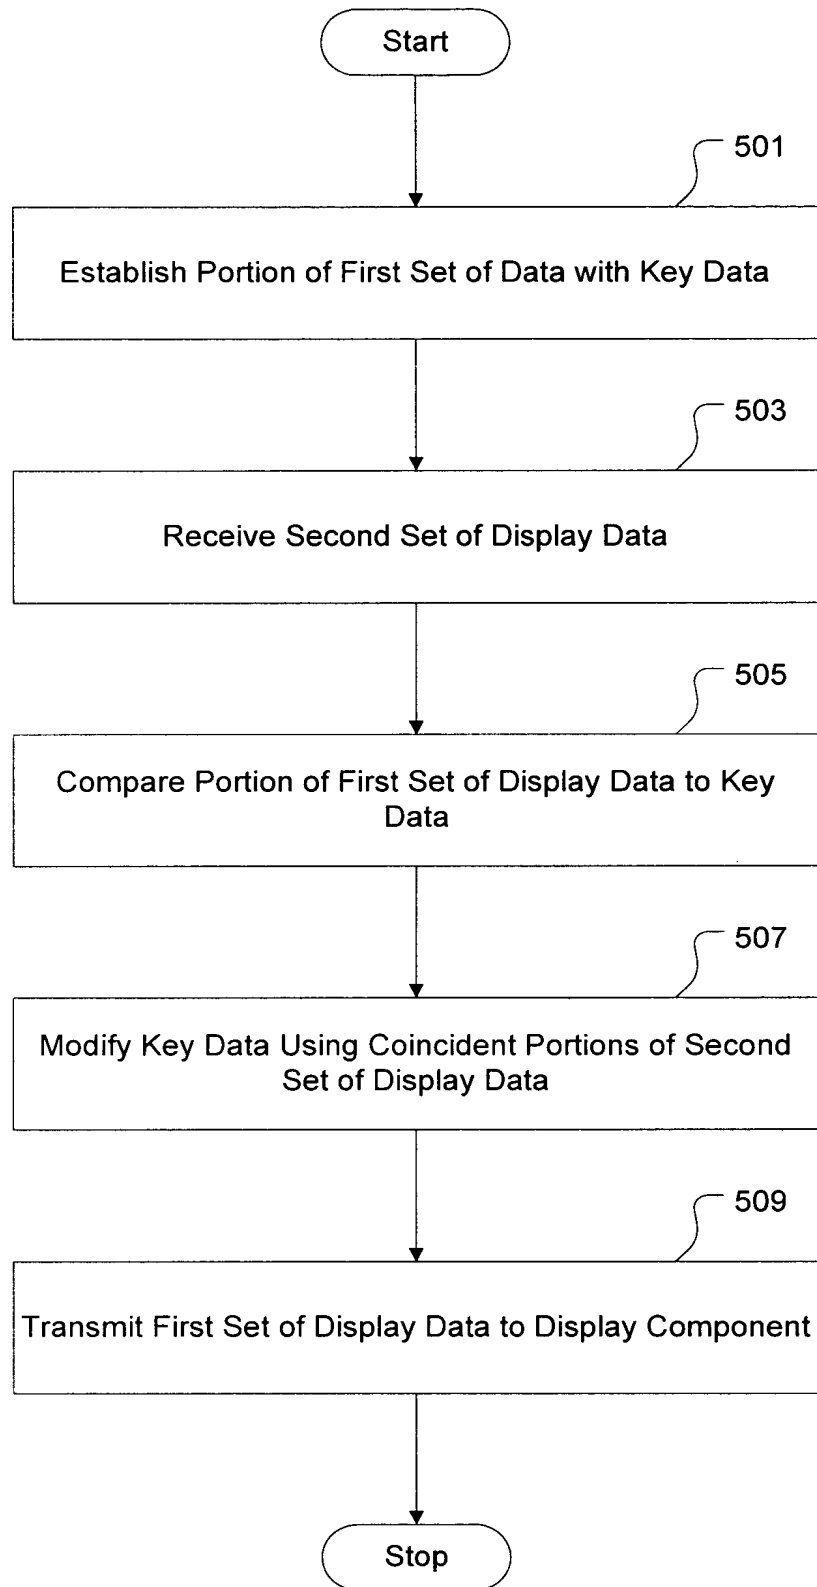 Start
501
Establish Portion of First Set of Data with Key Data
503
Receive Second Set of Display Data
505
Compare Portion of First Set of Display Data to Key
Data
507
Modify Key Data Using Coincident Portions of Second
Set of Display Data
509
Transmit First Set of Display Data to Display Component
Stop